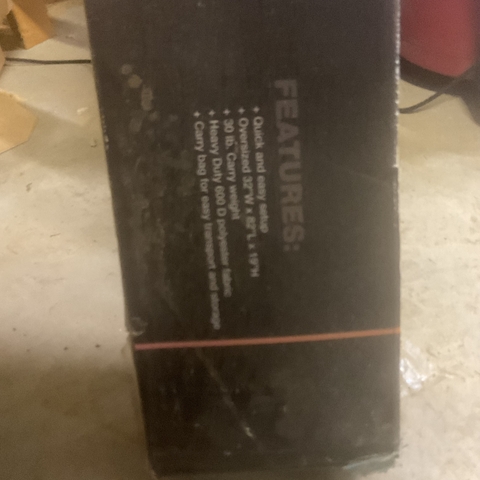 FEATURES:
+ Quick and easy setup
+ Oversized 32"W x 82"L x 19"H
+ 30 lb. Carry weight
+ Heavy Duty 600 D polyester fabric
+ Carry bag for easy transport and storage